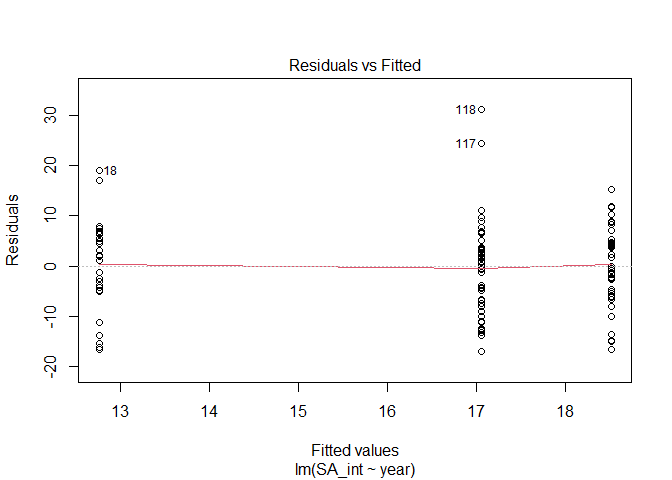 Residuals vs Fitted
30
20
10
0
-10
-20
Residuals
118
117
18
13 14 15 16 17 18
Fitted values
lm(SA_int ~ year)